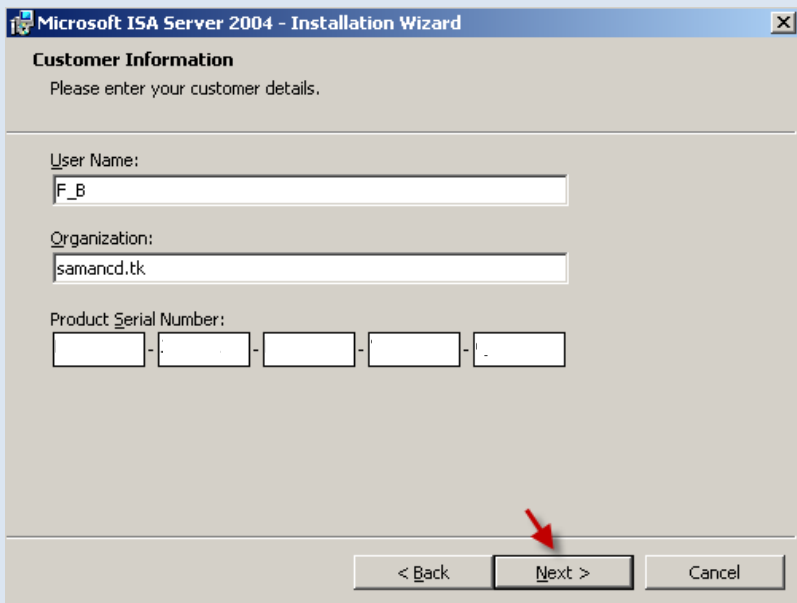 Microsoft ISA Server 2004 - Installation Wizard
Customer Information
Please enter your customer details.
User Name:
F_B
Organization:
samancd.tk
Product Serial Number:
- - - -
< Back Next > Cancel